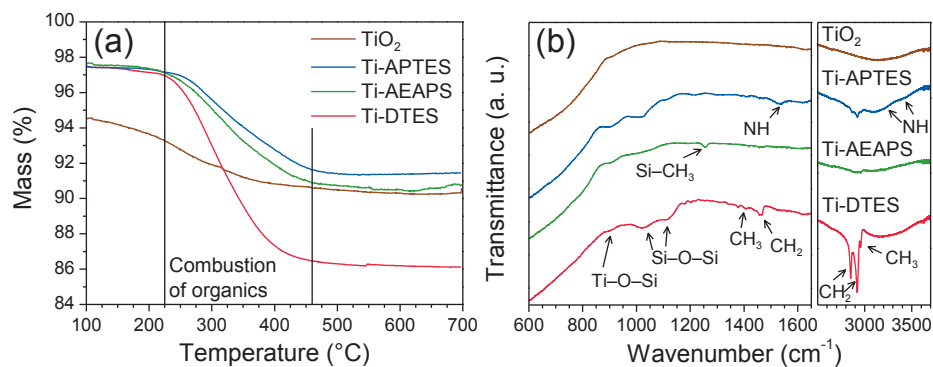 (a)
TiO2
Ti-APTES
Ti-AEAPS
Ti-DTES
Combustion
of organics
100
98
96
94
92
90
88
86
84
Mass (%)
100 200 300 400 500 600 700
Temperature (°C)
(b)
NH
Si–CH3
Ti–O–Si
Si–O–Si
CH3
CH2
TiO2
Ti-APTES
NH
Ti-AEAPS
Ti-DTES
CH2
CH3
Transmittance (a. u.)
600 800 1000 1200 1400 1600 3000 3500
Wavenumber (cm-1)